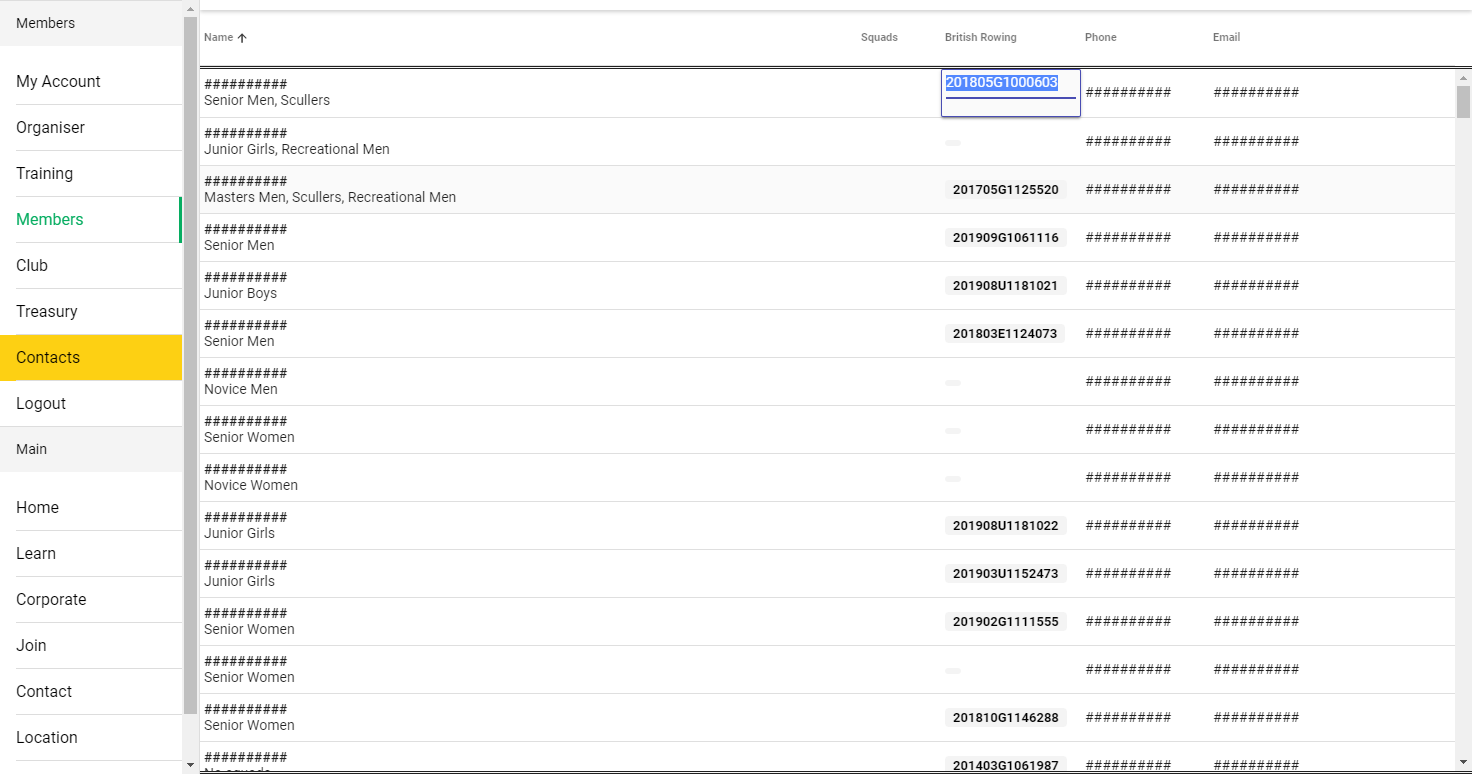 Members
My Account
Organiser
Training
Members
Club
Treasury
Contacts
Logout
Main
Home
Learn
Corporate
Join
Contact
Location
Name Squads British Rowing Phone Email
##########
Senior Men, Scullers
201805G1000603 ########## ##########
##########
Junior Girls, Recreational Men
########## ##########
##########
Masters Men, Scullers, Recreational Men
201705G1125520 ########## ##########
##########
Senior Men
201909G1061116 ########## ##########
##########
Junior Boys
201908U1181021 ########## ##########
##########
Senior Men
201803E1124073 ########## ##########
##########
Novice Men
########## ##########
##########
Senior Women
########## ##########
##########
Novice Women
########## ##########
##########
Junior Girls
201908U1181022 ########## ##########
##########
Junior Girls
201903U1152473 ########## ##########
##########
Senior Women
201902G1111555 ########## ##########
##########
Senior Women
########## ##########
##########
Senior Women
201810G1146288 ########## ##########
##########
No squads
201403G1061987 ########## ##########